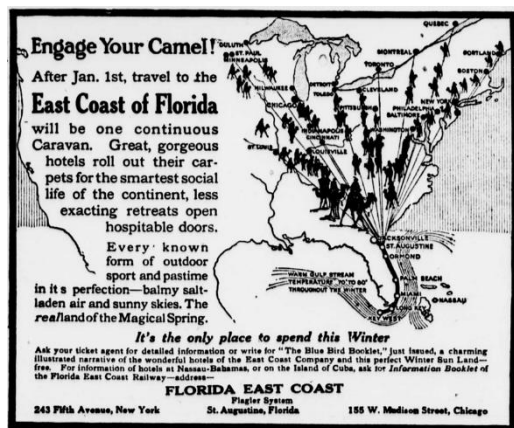 Engage Your Camel!
After Jan. 1st, travel to the
East Coast of Florida
will be one continuous
Caravan. Great, gorgeous
hotels roll out their car-
pets for the smartest social
life of the continent, less
exacting retreats open
hospitable doors.
Every known
form of outdoor
sport and pastime
in its perfection—balmy salt-
laden air and sunny skies. The
real land of the Magical Spring.
QUEBEC
DULUTH
ST. PAUL
MINNEAPOLIS
MONTREAL
PORTLAND
TORONTO
BOSTON
MILWAUKEE
DETROIT
TOLEDO
CLEVELAND
CHICAGO
PITTSBURGH
NEW YORK
PHILADELPHIA
BALTIMORE
INDIANAPOLIS
CINCINNATI
WASHINGTON
ST. LOUIS
LOUISVILLE
JACKSONVILLE
ST. AUGUSTINE
ORMOND
WARM GULF STREAM
TEMPERATURE 70° TO 80°
THROUGHOUT THE WINTER
PALM BEACH
MIAMI
NASSAU
LONG KEY
KEY WEST
It's the only place to spend this Winter
Ask your ticket agent for detailed information or write for "The Blue Bird Booklet," just issued, a charming
illustrated narrative of the wonderful hotels of the East Coast Company and this perfect Winter Sun Land—
free. For information of hotels at Nassau-Bahamas, or on the Island of Cuba, ask for Information Booklet of
the Florida East Coast Railway—address—
FLORIDA EAST COAST
Flagler System
243 Fifth Avenue, New York St. Augustine, Florida 155 W. Madison Street, Chicago